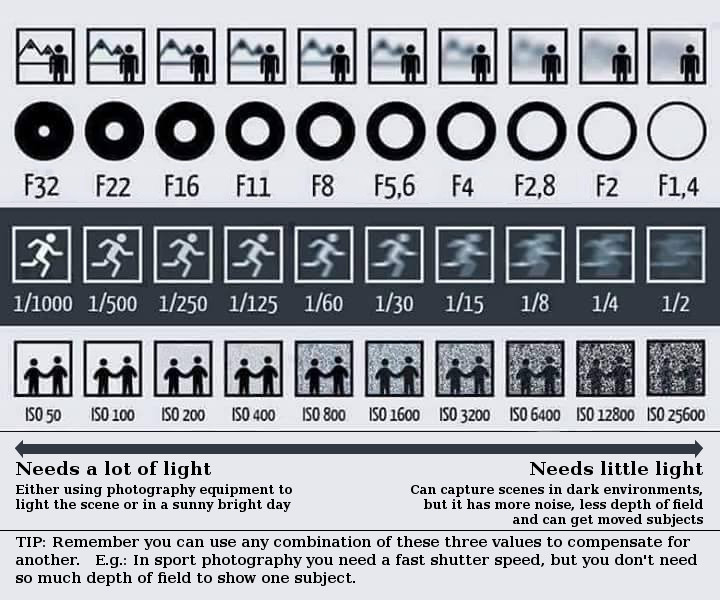 F32 F22 F16 F11 F8 F5,6 F4 F2,8 F2 F1,4
1/1000 1/500 1/250 1/125 1/60 1/30 1/15 1/8 1/4 1/2
ISO 50 ISO 100 ISO 200 ISO 400 ISO 800 ISO 1600 ISO 3200 ISO 6400 ISO 12800 ISO 25600
Needs a lot of light
Either using photography equipment to
light the scene or in a sunny bright day
Needs little light
Can capture scenes in dark environments,
but it has more noise, less depth of field
and can get moved subjects
TIP: Remember you can use any combination of these three values to compensate for
another. E.g.: In sport photography you need a fast shutter speed, but you don't need
so much depth of field to show one subject.